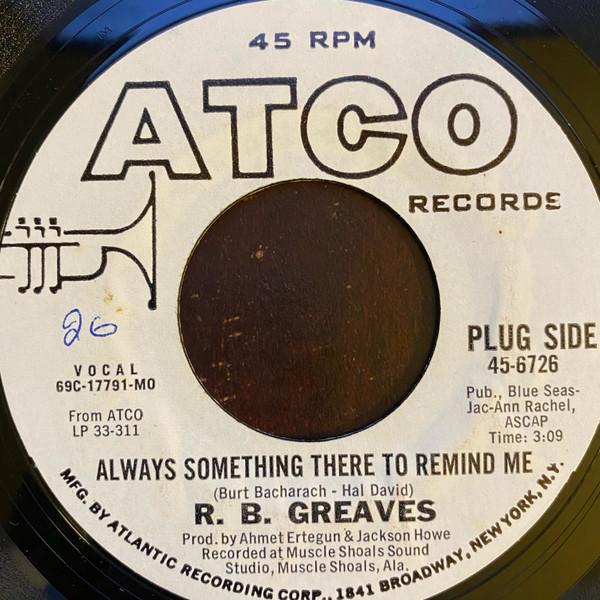 45 RPM
ATCO
RECORDS
26
VOCAL
69C-17791-MO
From ATCO
LP 33-311
PLUG SIDE
45-6726
Pub., Blue Seas-
Jac-Ann Rachel,
ASCAP
Time: 3:09
ALWAYS SOMETHING THERE TO REMIND ME
(Burt Bacharach - Hal David)
R. B. GREAVES
Prod. by Ahmet Ertegun & Jackson Howe
Recorded at Muscle Shoals Sound
Studio, Muscle Shoals, Ala.
MFG. BY ATLANTIC RECORDING CORP., 1841 BROADWAY, NEW YORK, N.Y.